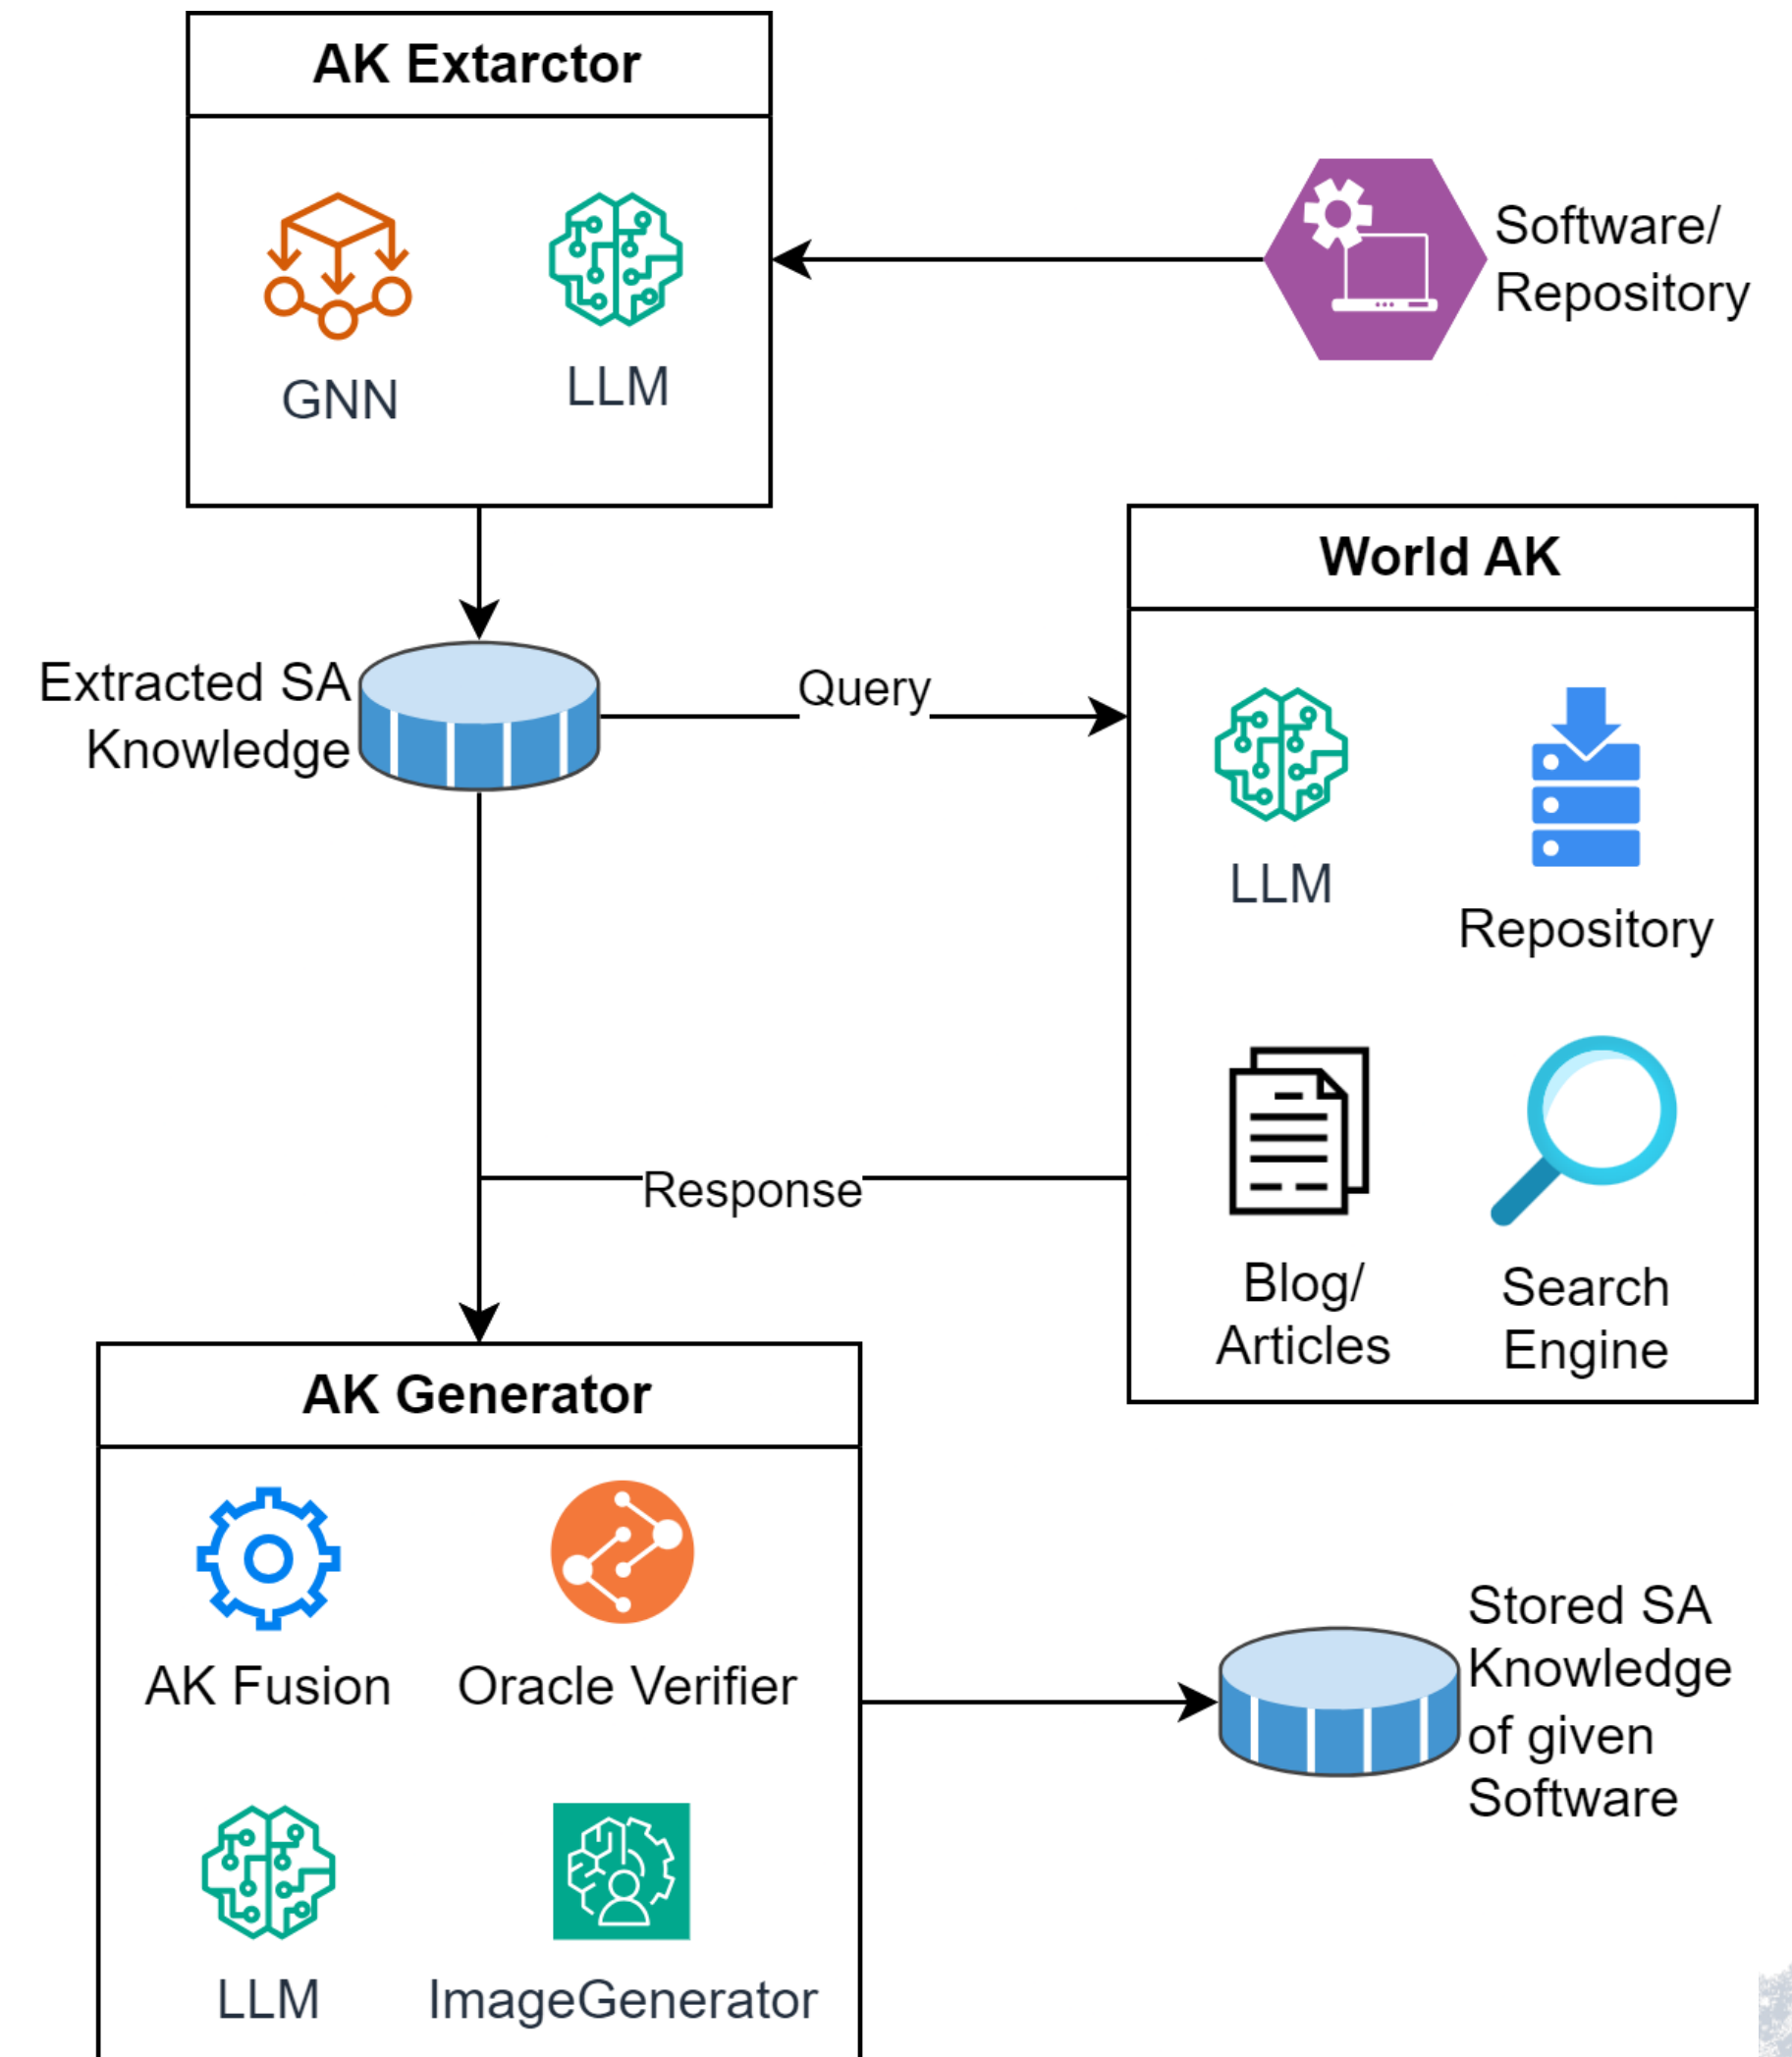 AK Extarctor
GNN
LLM
Software/
Repository
Extracted SA
Knowledge
Query
World AK
LLM
Repository
Blog/
Articles
Search
Engine
Response
AK Generator
AK Fusion
Oracle Verifier
LLM
ImageGenerator
Stored SA
Knowledge
of given
Software